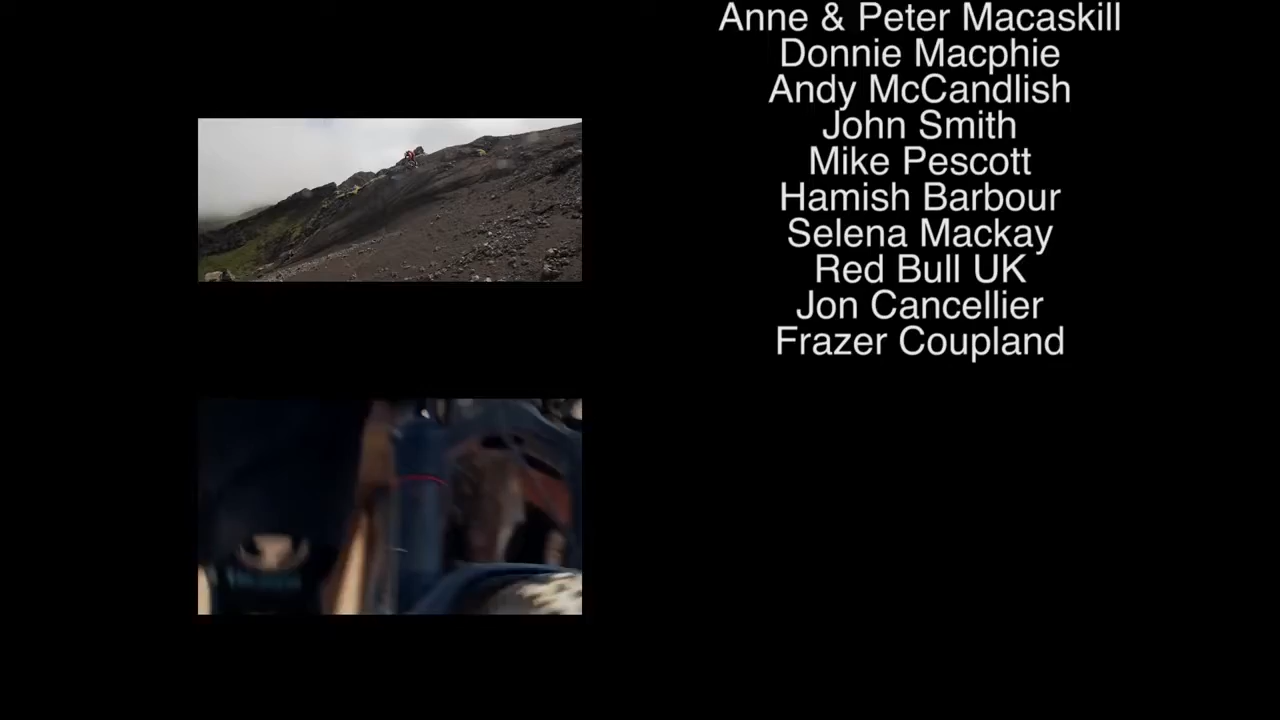 Anne & Peter Macaskill
Donnie Macphie
Andy McCandlish
John Smith
Mike Pescott
Hamish Barbour
Selena Mackay
Red Bull UK
Jon Cancellier
Frazer Coupland